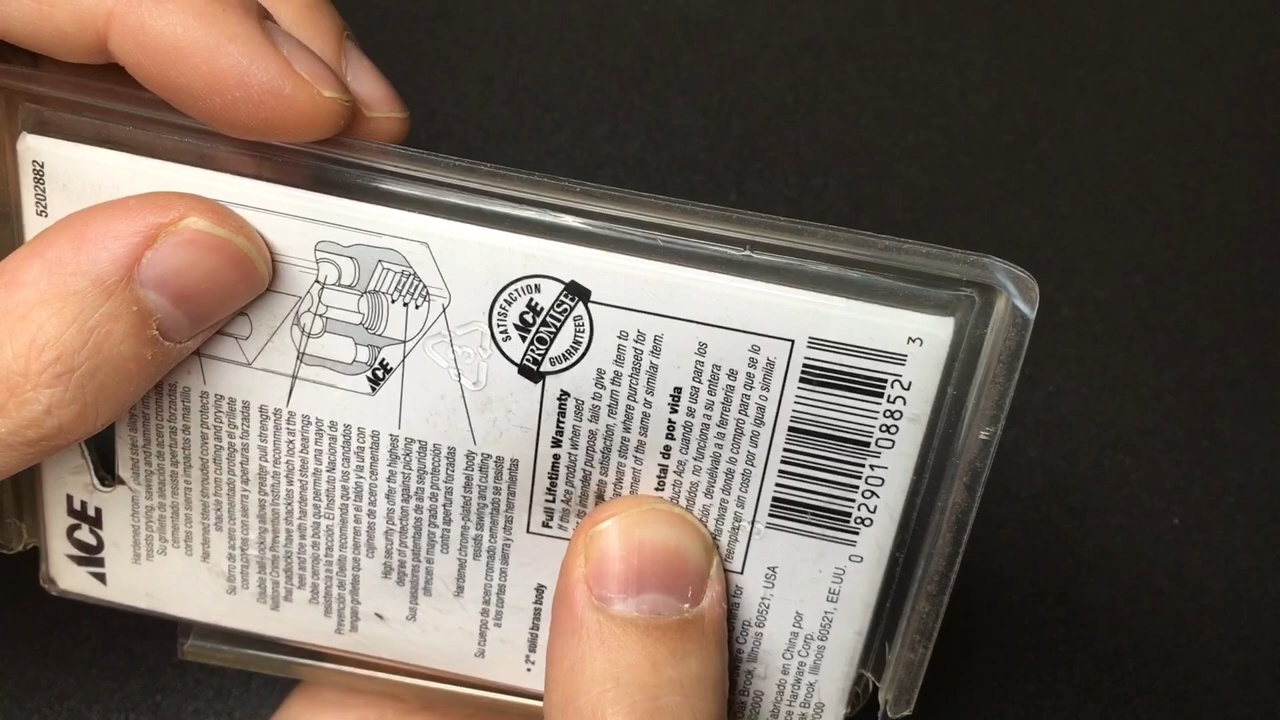 5202882
ACE
Hardened chrome plated steel alloy
resists prying, sawing and hammer
Su grillete de aleación de acero cromado
cementado resiste aperturas forzadas,
cortes con sierra e impactos de martillo
Hardened steel shrouded cover protects
shackle from cutting and prying
Su forro de acero cementado protege el grillete
contra cortes con sierra y aperturas forzadas
Double ball locking allows greater pull strength
National Crime Prevention Institute recommends
that padlocks have shackles which lock at the
heel and toe with hardened steel bearings
Doble cerrojo de bola que permite una mayor
resistencia a la tracción. El Instituto Nacional de
Prevención del Delito recomienda que los candados
tengan grilletes que cierren en el talón y la uña con
cojinetes de acero cementado
High security pins offer the highest
degree of protection against picking
Sus pasadores patentados de alta seguridad
ofrecen el mayor grado de protección
contra aperturas forzadas
Hardened chrome-plated steel body
resists sawing and cutting
Su cuerpo de acero cromado cementado se resiste
a los cortes con sierra y otras herramientas
• 2" solid brass body
ACE
SATISFACTION
ACE
PROMISE
GUARANTEED
Full Lifetime Warranty
If this Ace product when used
intended purpose, fails to give
satisfaction, return the item to
store where purchased for
of the same or similar item.
total de por vida
Ace, cuando se usa para los
no funciona a su entera
devuélvalo a la ferretería de
Hardware donde lo compró para que se lo
reemplacen sin costo por uno igual o similar.
0 82901 08852 3
China for
Corp.
Oak Brook, Illinois 60521, USA
en China por
Ace Hardware Corp.
Oak Brook, Illinois 60521, EE.UU.